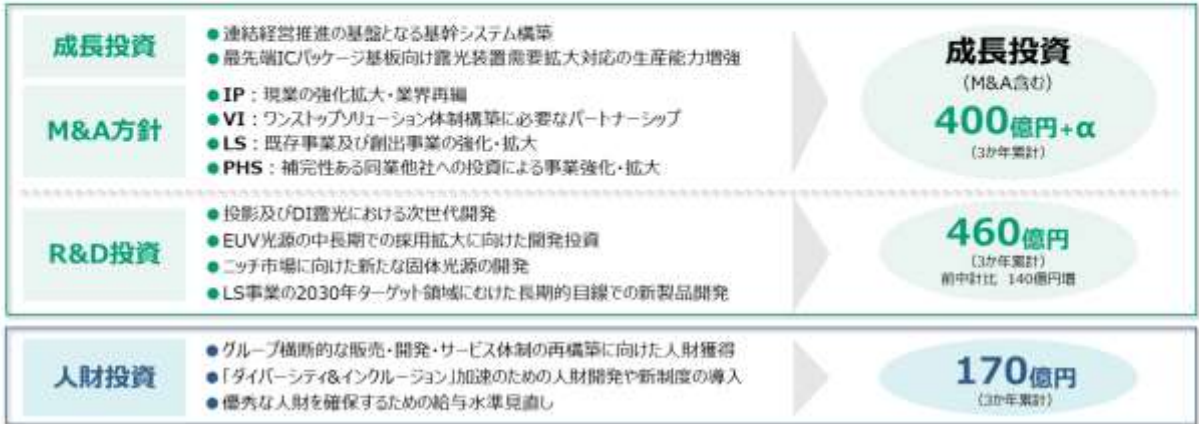 成長投資
●連結経営推進の基盤となる基幹システム構築
●最先端ICパッケージ基板向け露光装置需要拡大対応の生産能力増強
M&A方針
●IP：現業の強化拡大・業界再編
●VI：ワンストップソリューション体制構築に必要なパートナーシップ
●LS：既存事業及び創出事業の強化・拡大
●PHS：補完性ある同業他社への投資による事業強化・拡大
成長投資
(M&A含む)
400億円+α
(3か年累計)
R&D投資
●投影及びDI露光における次世代開発
●EUV光源の中長期での採用拡大に向けた開発投資
●ニッチ市場に向けた新たな固体光源の開発
●LS事業の2030年ターゲット領域にむけた長期的目線での新製品開発
460億円
(3か年累計)
前中計比 140億円増
人財投資
●グループ横断的な販売・開発・サービス体制の再構築に向けた人財獲得
●「ダイバーシティ&インクルージョン」加速のための人財開発や新制度の導入
●優秀な人財を確保するための給与水準見直し
170億円
(3か年累計)